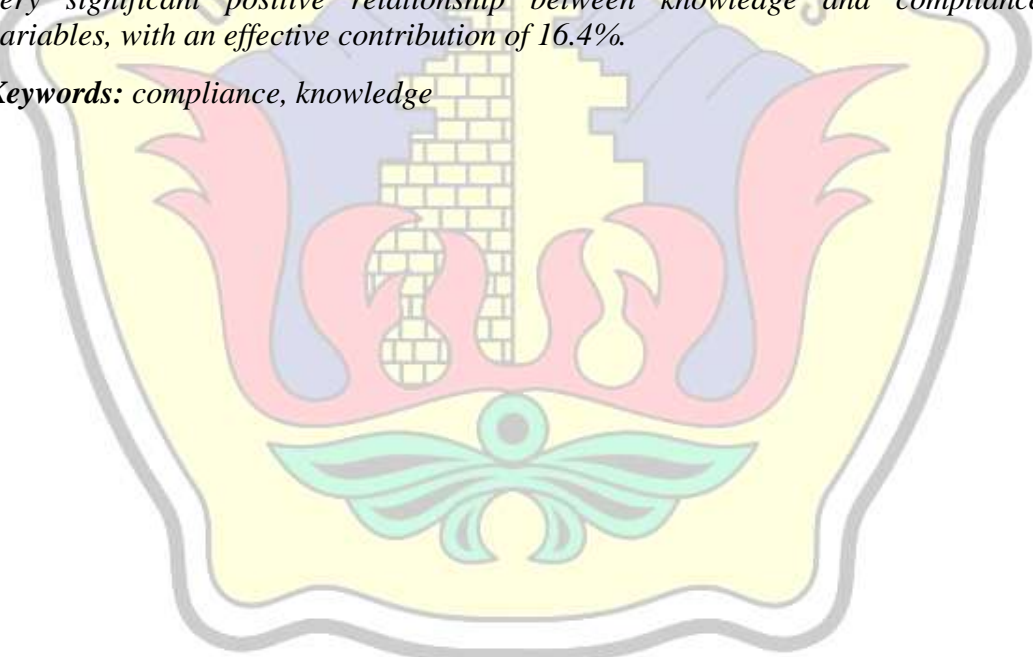 very significant positive relationship between knowledge and compliance
variables, with an effective contribution of 16.4%.
Keywords: compliance, knowledge